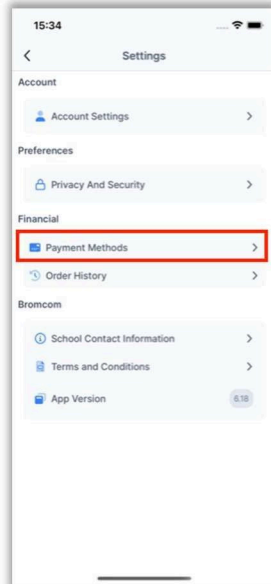 15:34
Settings
Account
Account Settings
Preferences
Privacy And Security
Financial
Payment Methods
Order History
Bromcom
School Contact Information
Terms and Conditions
App Version 6.18